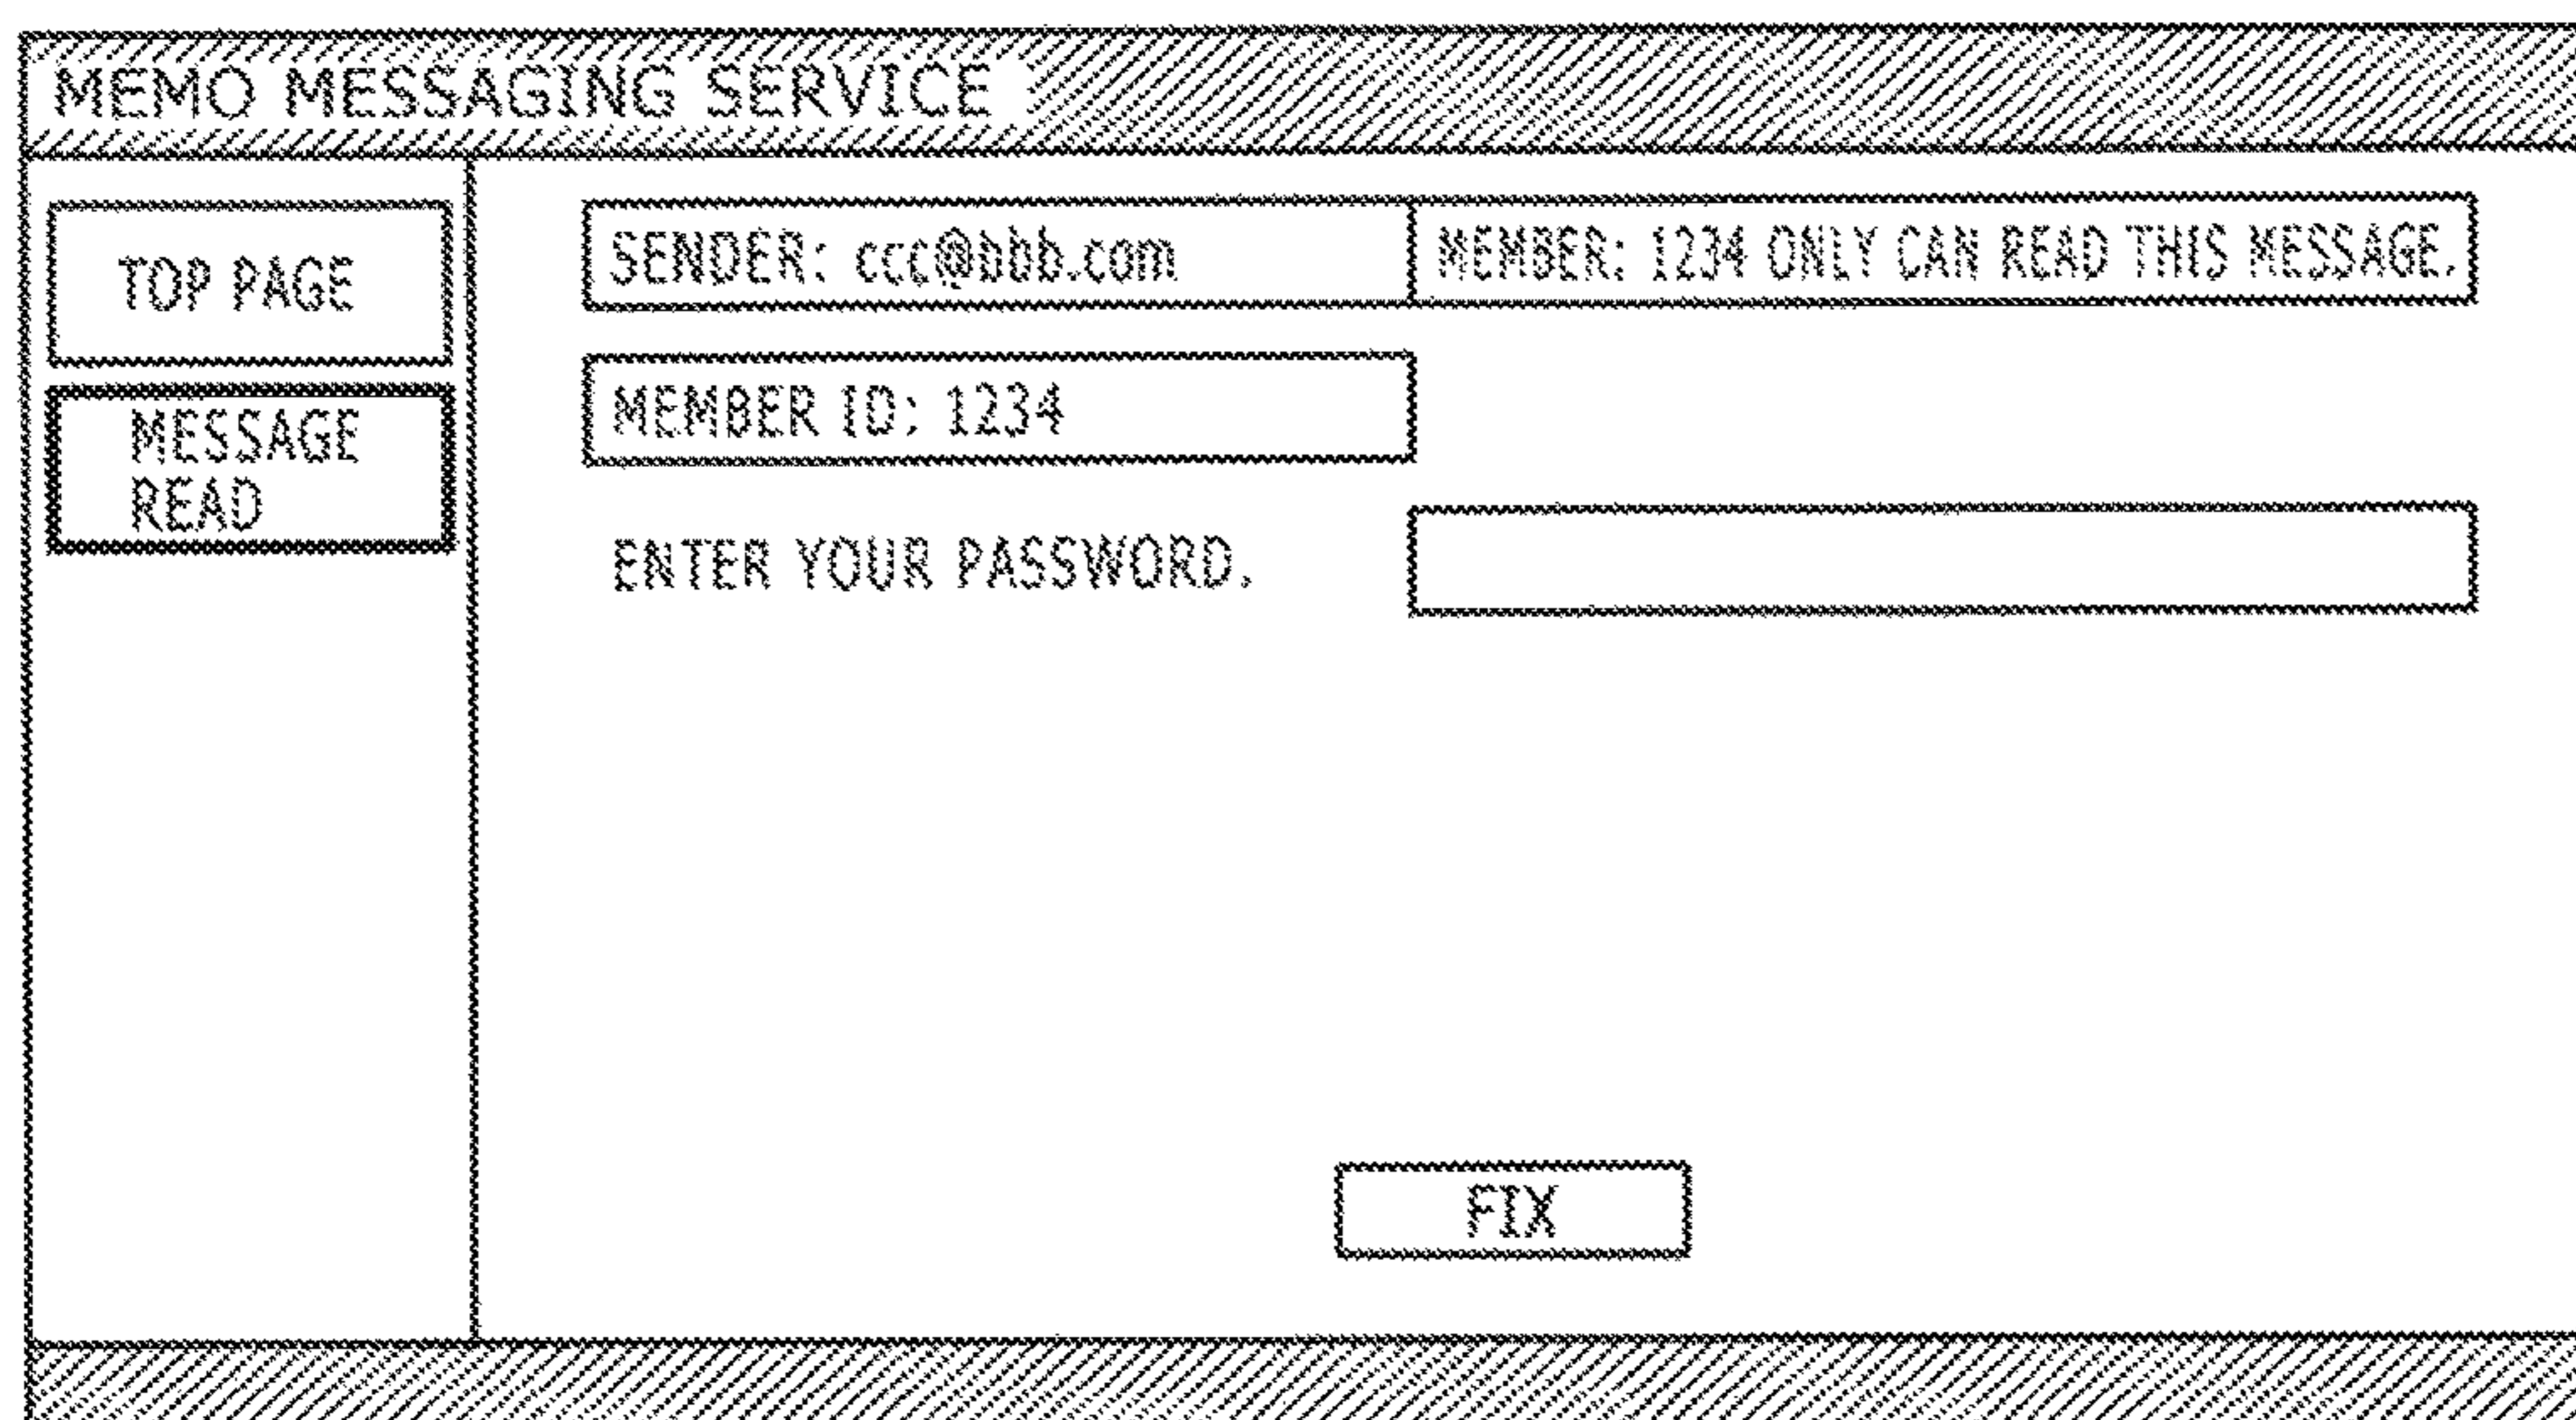 MEMO MESSAGING SERVICE
TOP PAGE
MESSAGE
READ
SENDER: ccc@bbb.com
MEMBER: 1234 ONLY CAN READ THIS MESSAGE.
MEMBER ID: 1234
ENTER YOUR PASSWORD.
FIX